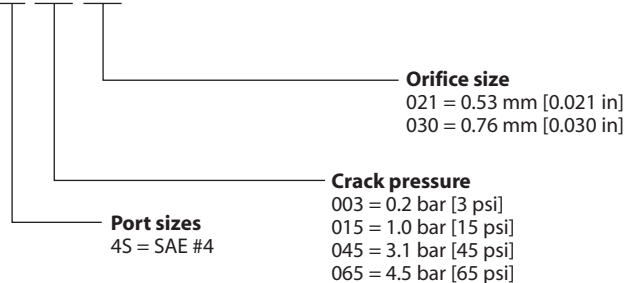 Orifice size
021 = 0.53 mm [0.021 in]
030 = 0.76 mm [0.030 in]
Crack pressure
003 = 0.2 bar [3 psi]
015 = 1.0 bar [15 psi]
045 = 3.1 bar [45 psi]
065 = 4.5 bar [65 psi]
Port sizes
4S = SAE #4